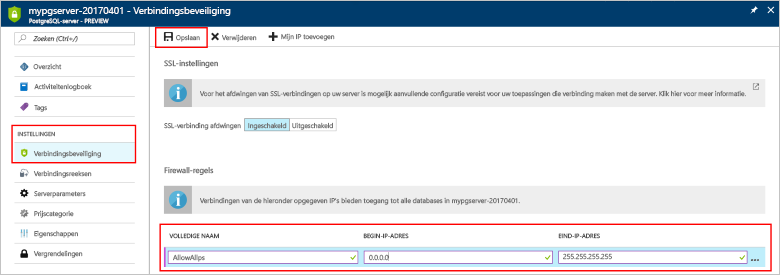 mypgserver-20170401 - Verbindingsbeveiliging
PostgreSQL-server - PREVIEW
Zoeken (Ctrl+/)
Overzicht
Activiteitenlogboek
Tags
INSTELLINGEN
Verbindingsbeveiliging
Verbindingsreeksen
Serverparameters
Prijscategorie
Eigenschappen
Vergrendelingen
Opslaan Verwijderen Mijn IP toevoegen
SSL-instellingen
Voor het afdwingen van SSL-verbindingen op uw server is mogelijk aanvullende configuratie vereist voor uw toepassingen die verbinding maken met de server. Klik hier voor meer informatie.
SSL-verbinding afdwingen Ingeschakeld Uitgeschakeld
Firewall-regels
Verbindingen van de hieronder opgegeven IP's bieden toegang tot alle databases in mypgserver-20170401.
VOLLEDIGE NAAM BEGIN-IP-ADRES EIND-IP-ADRES
AllowAllps 0.0.0.0 255.255.255.255 ...